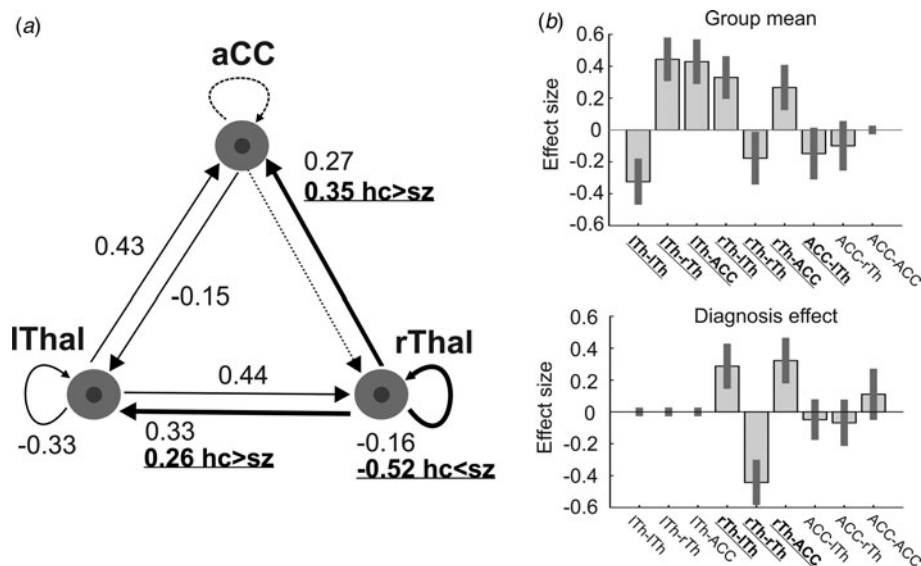 (a)
aCC
0.27
0.35 hc>sz
0.43
-0.15
lThal
rThal
0.44
-0.33
0.33
0.26 hc>sz
-0.16
-0.52 hc<sz
(b)
Group mean
Effect size
0.6
0.4
0.2
0
-0.2
-0.4
-0.6
lTh-lTh
lTh-rTh
lTh-ACC
rTh-lTh
rTh-rTh
rTh-ACC
ACC-lTh
ACC-rTh
ACC-ACC
Diagnosis effect
Effect size
0.6
0.4
0.2
0
-0.2
-0.4
-0.6
lTh-lTh
lTh-rTh
lTh-ACC
rTh-lTh
rTh-rTh
rTh-ACC
ACC-lTh
ACC-rTh
ACC-ACC